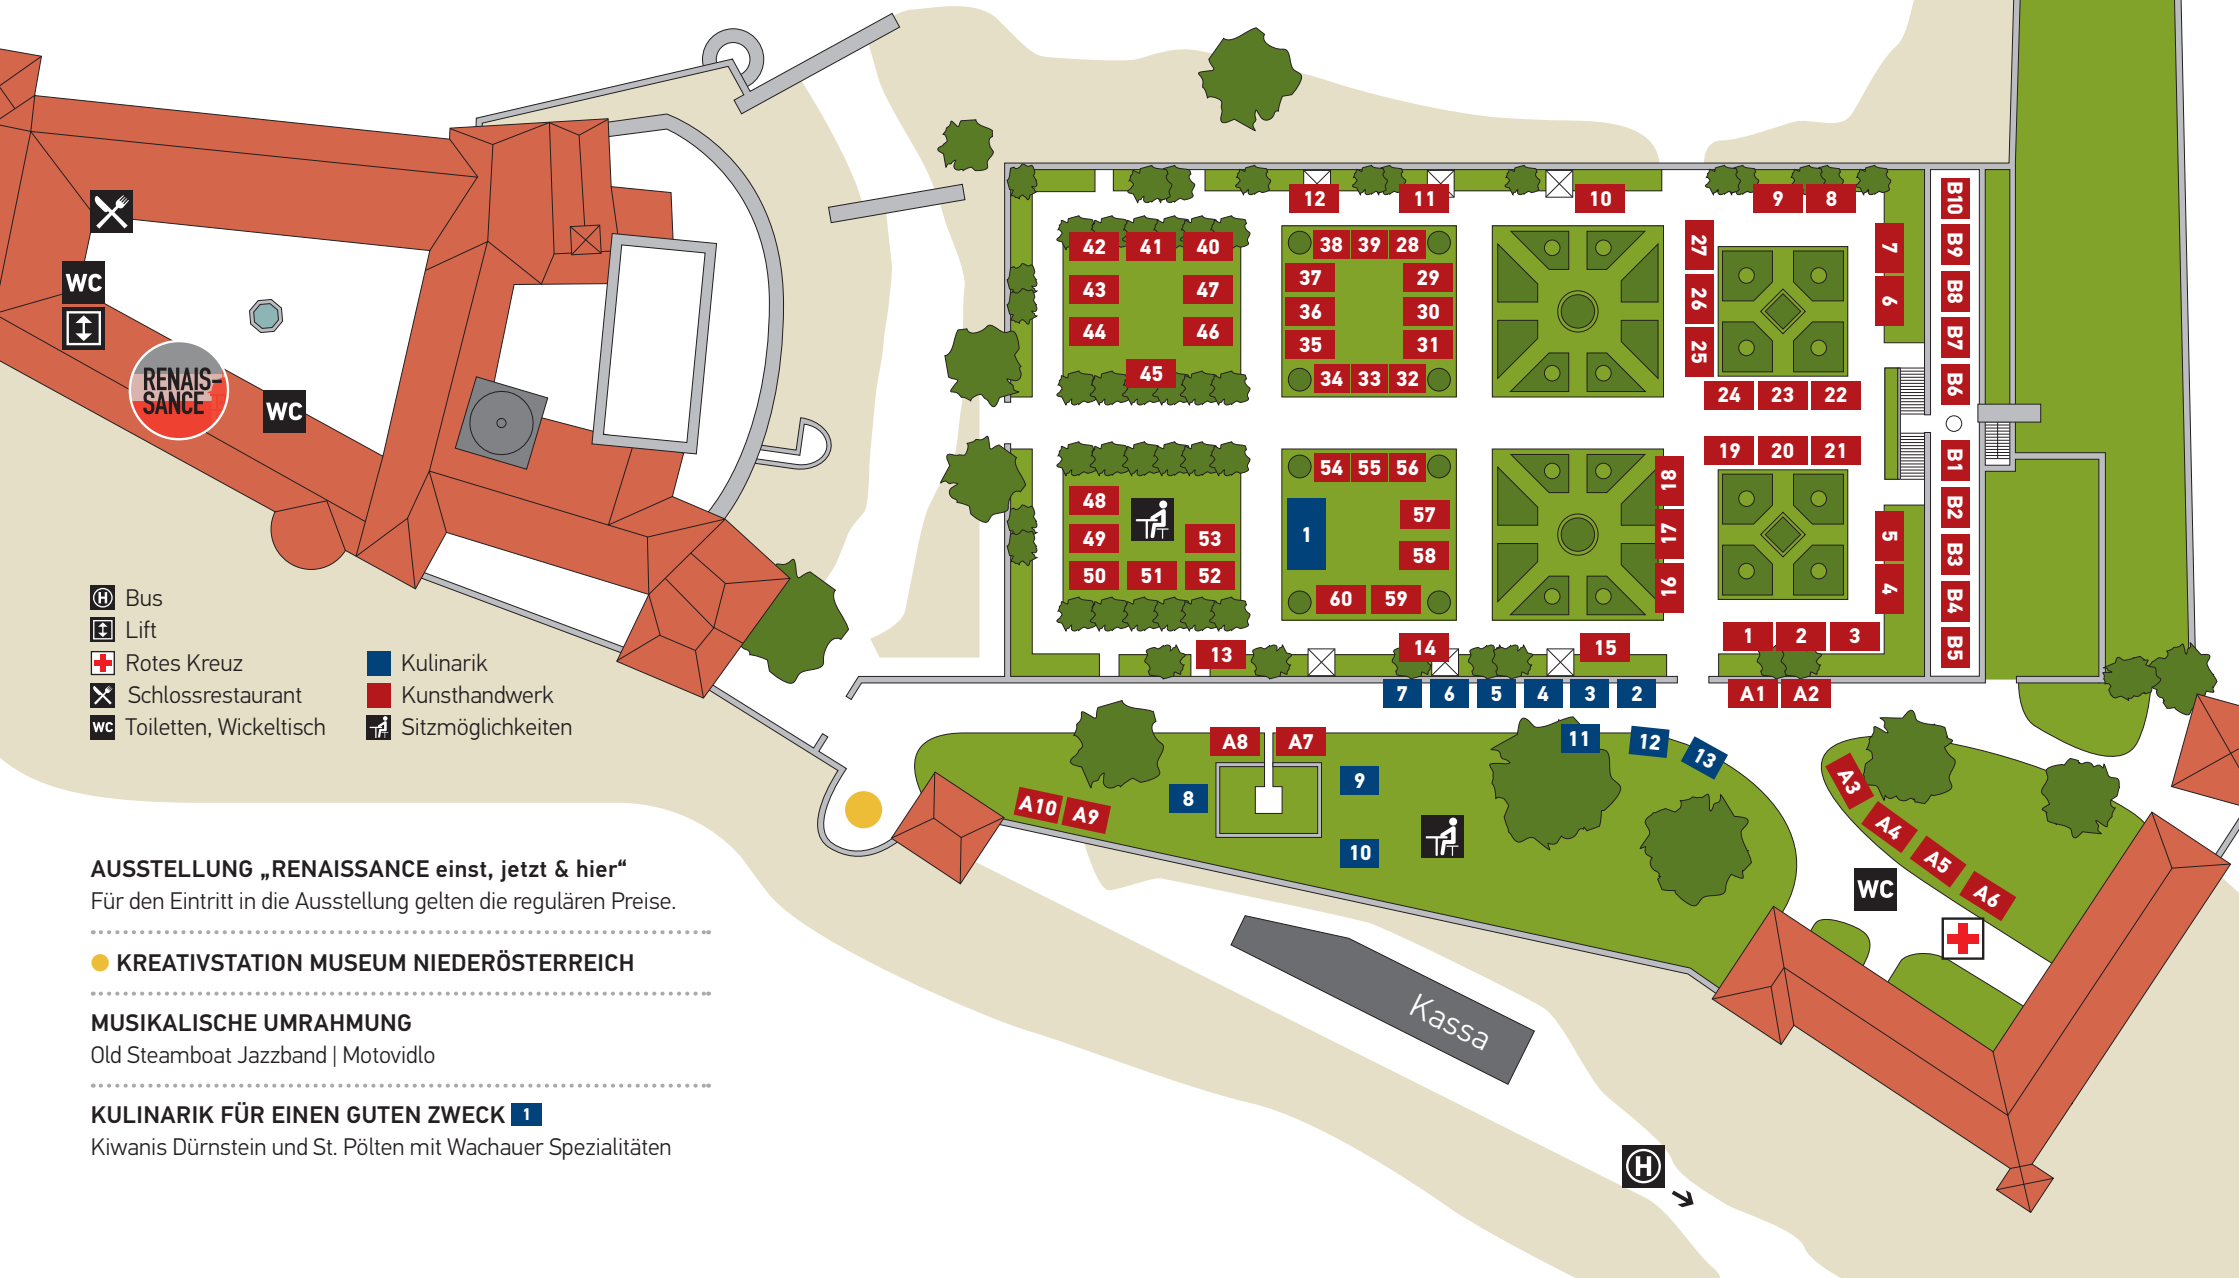 12
11
10
9
8
B10
42
41
40
38
39
28
27
7
B9
43
47
37
29
26
6
B8
44
46
36
30
35
31
25
B7
45
34
33
32
24
23
22
B6
WC
RENAIS-
SANCE
WC
54
55
56
19
20
21
B1
48
1
57
18
B2
49
53
58
17
5
B3
50
51
52
60
59
16
4
B4
13
14
15
1
2
3
B5
7
6
5
4
3
2
A1
A2
A8
A7
11
12
13
8
9
10
A10
A9
A3
A4
A5
A6
WC
Kassa
H
H Bus
Lift
Rotes Kreuz
Schlossrestaurant
WC Toiletten, Wickeltisch
Kulinarik
Kunsthandwerk
Sitzmöglichkeiten
AUSSTELLUNG „RENAISSANCE einst, jetzt & hier“
Für den Eintritt in die Ausstellung gelten die regulären Preise.
KREATIVSTATION MUSEUM NIEDERÖSTERREICH
MUSIKALISCHE UMRAHMUNG
Old Steamboat Jazzband | Motovidlo
KULINARIK FÜR EINEN GUTEN ZWECK 1
Kiwanis Dürnstein und St. Pölten mit Wachauer Spezialitäten